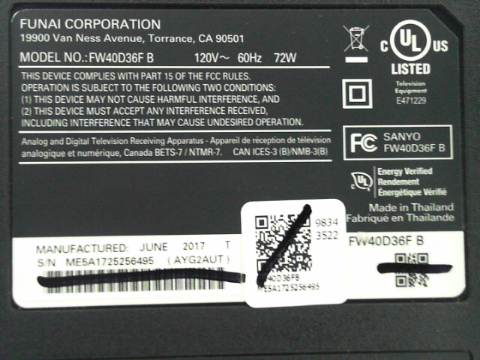 FUNAI CORPORATION
19900 Van Ness Avenue, Torrance, CA 90501
MODEL NO.: FW40D36F B 120V~ 60Hz 72W
THIS DEVICE COMPLIES WITH PART 15 OF THE FCC RULES.
OPERATION IS SUBJECT TO THE FOLLOWING TWO CONDITIONS:
(1) THIS DEVICE MAY NOT CAUSE HARMFUL INTERFERENCE, AND
(2) THIS DEVICE MUST ACCEPT ANY INTERFERENCE RECEIVED,
INCLUDING INTERFERENCE THAT MAY CAUSE UNDESIRED OPERATION.
Analog and Digital Television Receiving Apparatus - Appareil de réception de télévision
analogique et numérique, Canada BETS-7 / NTMR-7. CAN ICES-3 (B)/NMB-3(B)
C UL US
LISTED
Television
Equipment
E471229
FC SANYO
FW40D36F B
c UL Energy Verified
Rendement
Énergétique Vérifié
Made in Thailand
Fabriqué en Thaïlande
MANUFACTURED: JUNE 2017 T
S/N ME5A1725256495 (AYG2AUT)
9834
3522
W40D36FB
ME5A1725256495
FW40D36F B